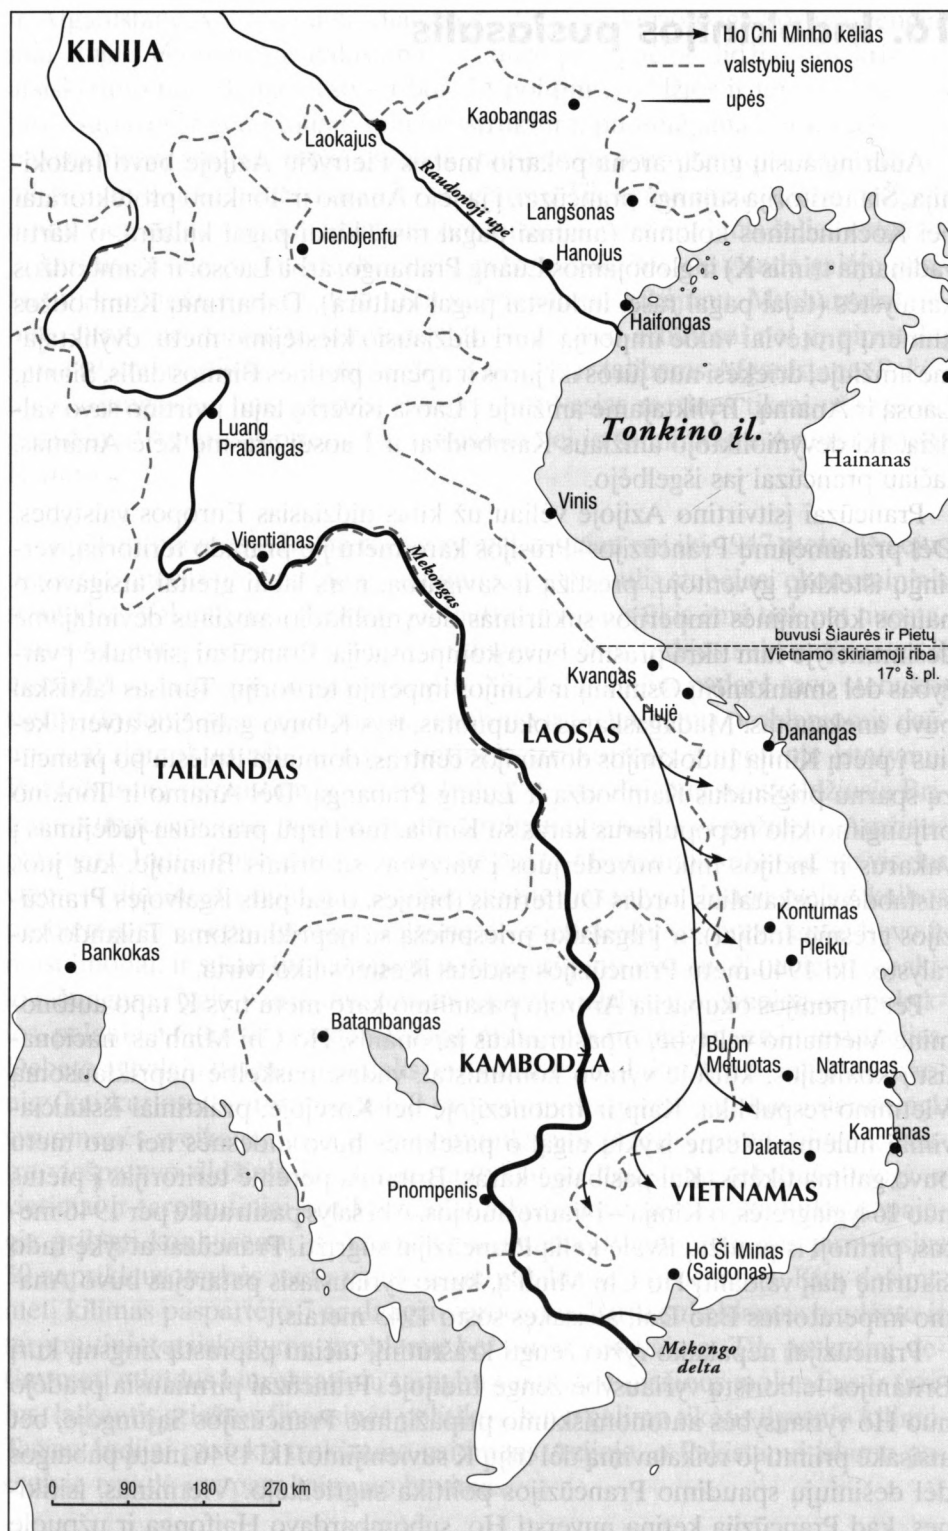 KINIJA
Ho Chi Minho kelias
valstybių sienos
upės
Kaobangas
Laokajus
Raudonoji upė
Langšonas
Dienbjenfu
Hanojus
Haifongas
Luang
Prabangas
Tonkino įl.
Hainanas
Vinis
Vientianas
Mekongas
buvusi Šiaurės ir Pietų
Vietnamo skiriamoji riba
17° š. pl.
Kvangas
Hujė
LAOSAS
Danangas
TAILANDAS
Kontumas
Pleiku
Bankokas
Batambangas
KAMBODŽA
Buon
Metuotas
Natrangas
Kamranas
Dalatas
Pnompenis
VIETNAMAS
Ho Ši Minas
(Saigonas)
Mekongo
delta
0 90 180 270 km